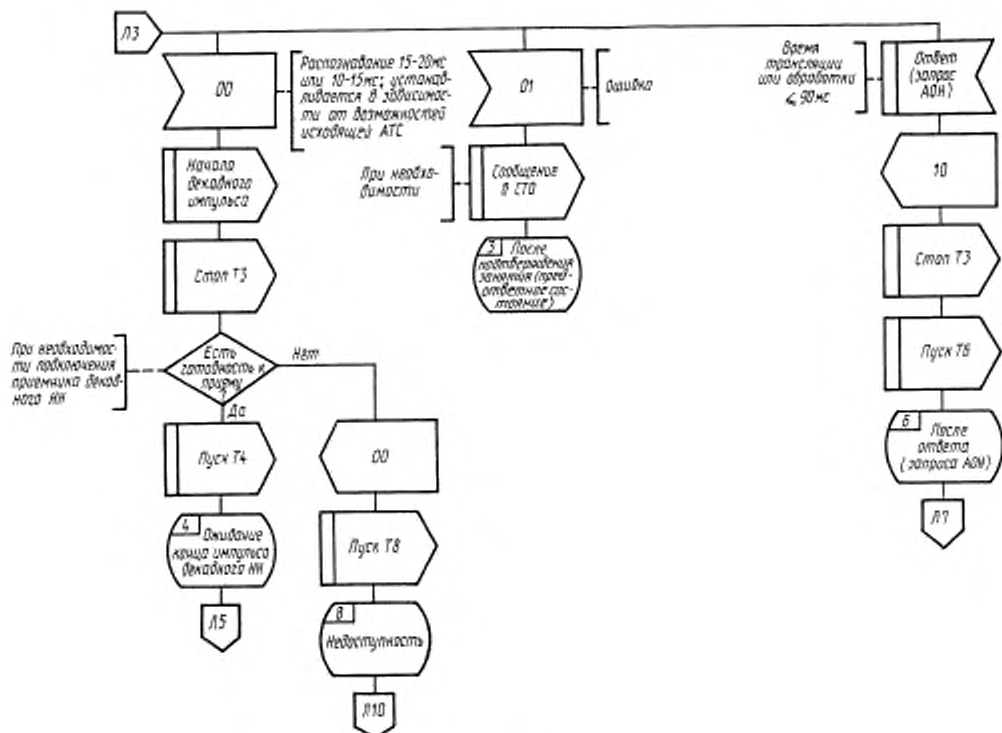 Л3
00
Распознавание 15-20мс
или 10-15мс; устанав-
ливается в зависимо-
сти от возможностей
исходящей АТС
01
Ошибка
Время
трансляции
или обработки
≤ 90мс
Ответ
(запрос
АОН)
Начало
декадного
импульса
При необхо-
димости
Сообщение
в СТО
10
Стоп Т3
3 После
подтверждения
занятия (пред-
ответное сос-
тояние)
Стоп Т3
При необходимос-
ти подключения
приемника декад-
ного НН
Есть
готовность к
приему
?
Нет
Да
Пуск Т6
Пуск Т4
00
6 После
ответа
(запроса АОН)
4 Ожидание
конца импульса
декадного НН
Пуск Т8
Л7
Л5
8
Недоступность
Л10